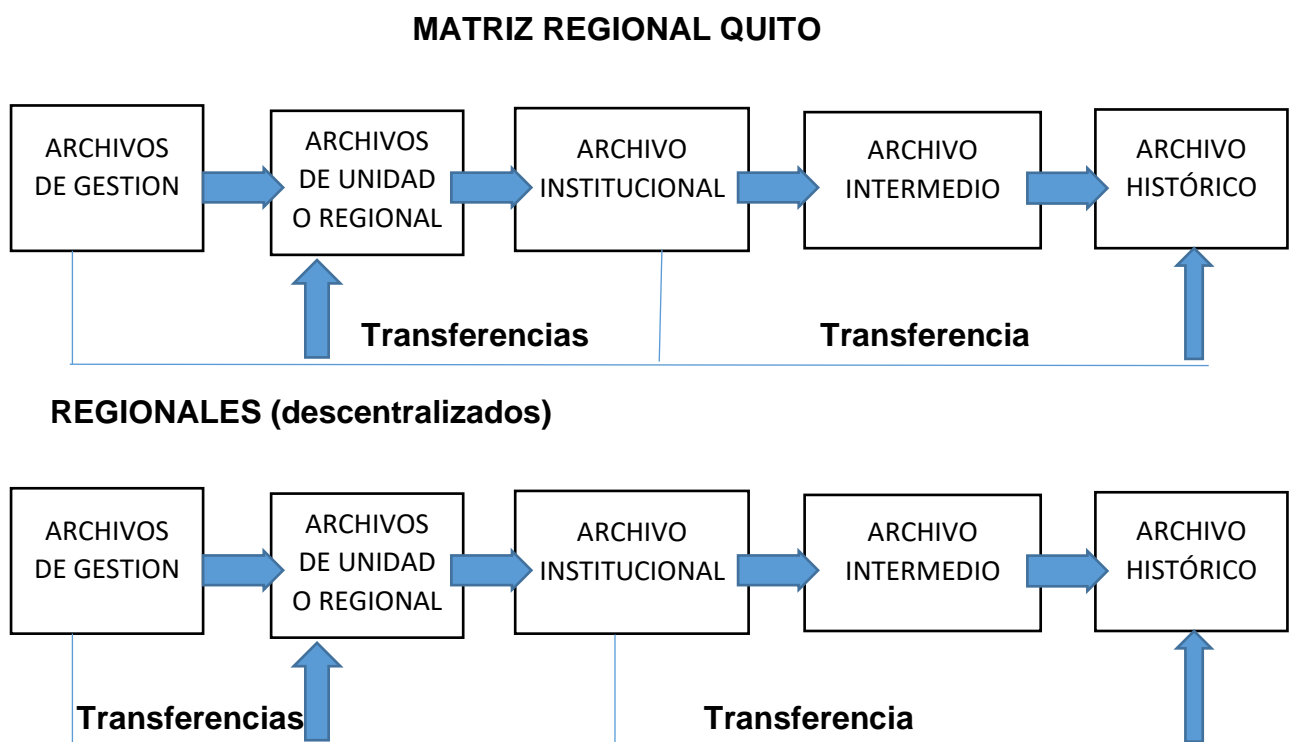 MATRIZ REGIONAL QUITO
ARCHIVOS
DE GESTION
ARCHIVOS
DE UNIDAD
O REGIONAL
ARCHIVO
INSTITUCIONAL
ARCHIVO
INTERMEDIO
ARCHIVO
HISTÓRICO
Transferencias
Transferencia
REGIONALES (descentralizados)
ARCHIVOS
DE GESTION
ARCHIVOS
DE UNIDAD
O REGIONAL
ARCHIVO
INSTITUCIONAL
ARCHIVO
INTERMEDIO
ARCHIVO
HISTÓRICO
Transferencias
Transferencia